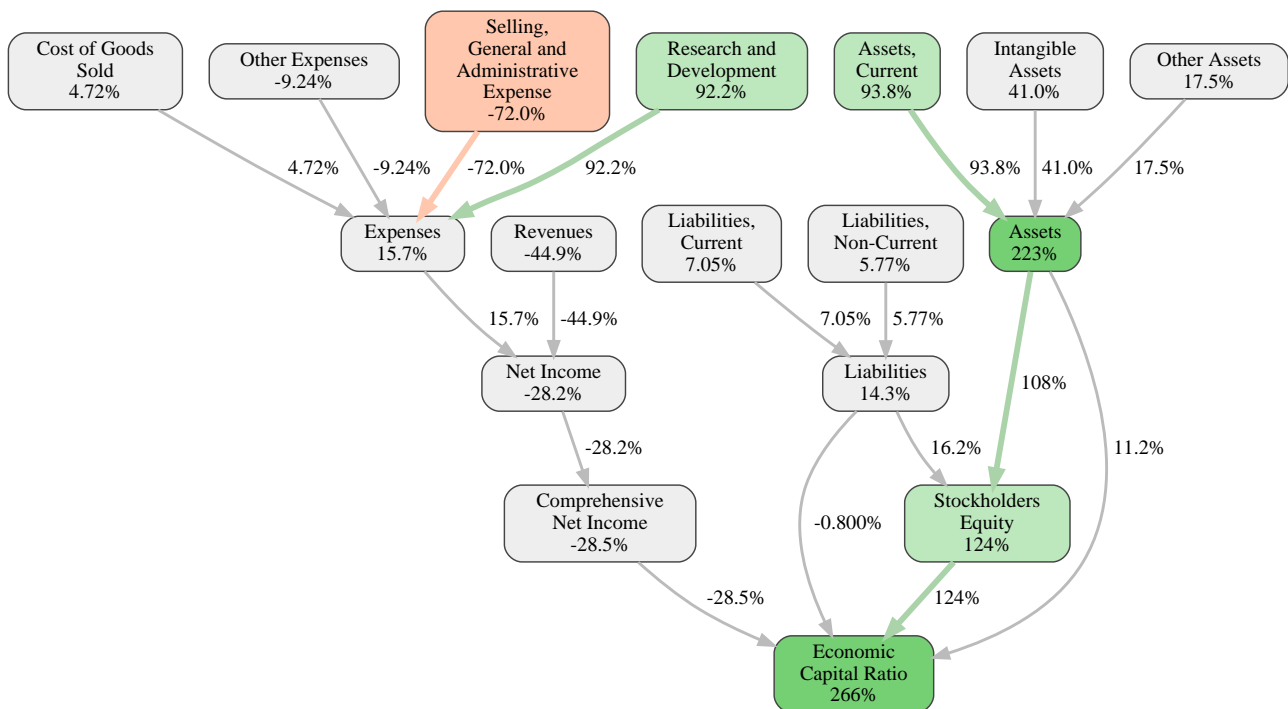 Cost of Goods
Sold
4.72%
Other Expenses
-9.24%
Selling,
General and
Administrative
Expense
-72.0%
Research and
Development
92.2%
Assets,
Current
93.8%
Intangible
Assets
41.0%
Other Assets
17.5%
4.72%
-9.24%
-72.0%
92.2%
93.8%
41.0%
17.5%
Expenses
15.7%
Revenues
-44.9%
Liabilities,
Current
7.05%
Liabilities,
Non-Current
5.77%
Assets
223%
15.7%
-44.9%
7.05%
5.77%
Net Income
-28.2%
Liabilities
14.3%
108%
-28.2%
16.2%
11.2%
Comprehensive
Net Income
-28.5%
-0.800%
Stockholders
Equity
124%
-28.5%
124%
Economic
Capital Ratio
266%